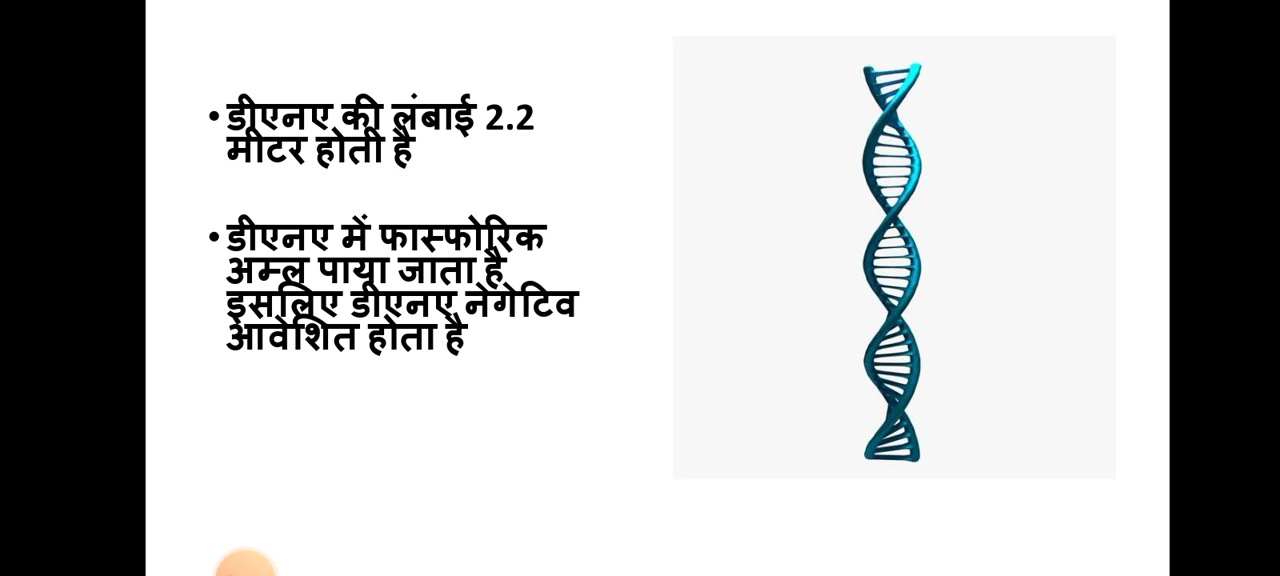 • डीएनए की लंबाई 2.2
मीटर होती है
• डीएनए में फास्फोरिक
अम्ल पाया जाता है
इसलिए डीएनए नेगेटिव
आवेशित होता है